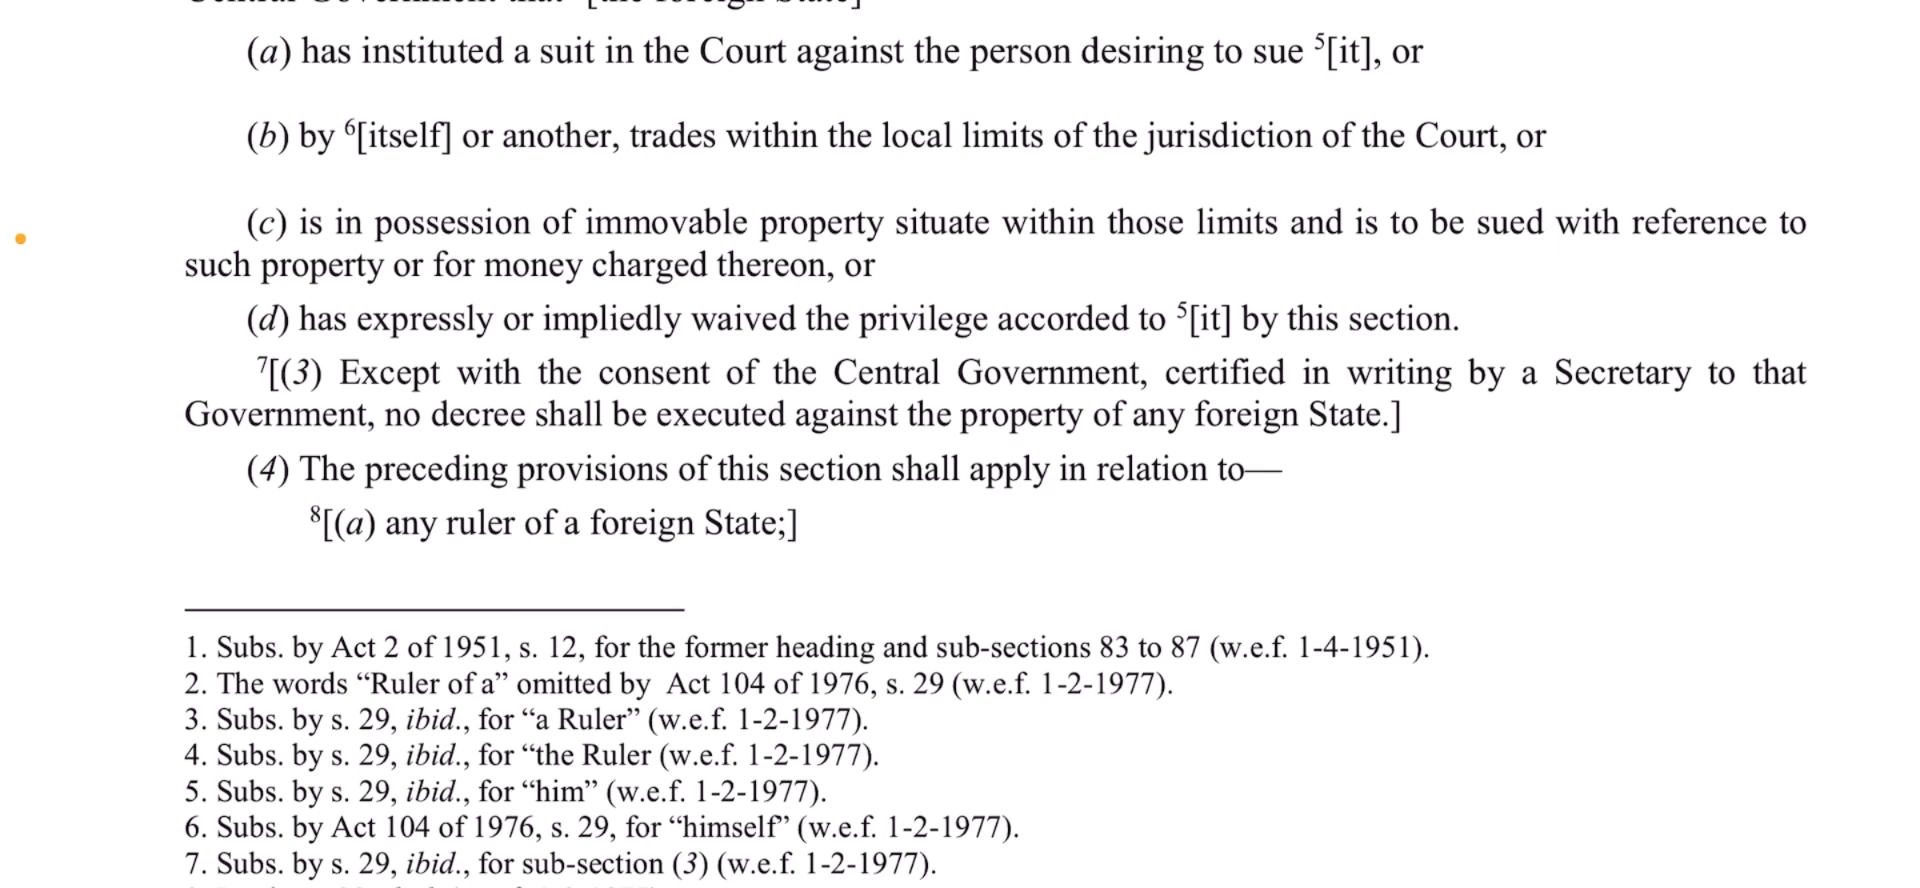 (a) has instituted a suit in the Court against the person desiring to sue 5[it], or
(b) by 6[itself] or another, trades within the local limits of the jurisdiction of the Court, or
(c) is in possession of immovable property situate within those limits and is to be sued with reference to
such property or for money charged thereon, or
(d) has expressly or impliedly waived the privilege accorded to 5[it] by this section.
7[(3) Except with the consent of the Central Government, certified in writing by a Secretary to that
Government, no decree shall be executed against the property of any foreign State.]
(4) The preceding provisions of this section shall apply in relation to—
8[(a) any ruler of a foreign State;]
1. Subs. by Act 2 of 1951, s. 12, for the former heading and sub-sections 83 to 87 (w.e.f. 1-4-1951).
2. The words “Ruler of a” omitted by Act 104 of 1976, s. 29 (w.e.f. 1-2-1977).
3. Subs. by s. 29, ibid., for “a Ruler” (w.e.f. 1-2-1977).
4. Subs. by s. 29, ibid., for “the Ruler (w.e.f. 1-2-1977).
5. Subs. by s. 29, ibid., for “him” (w.e.f. 1-2-1977).
6. Subs. by Act 104 of 1976, s. 29, for “himself” (w.e.f. 1-2-1977).
7. Subs. by s. 29, ibid., for sub-section (3) (w.e.f. 1-2-1977).